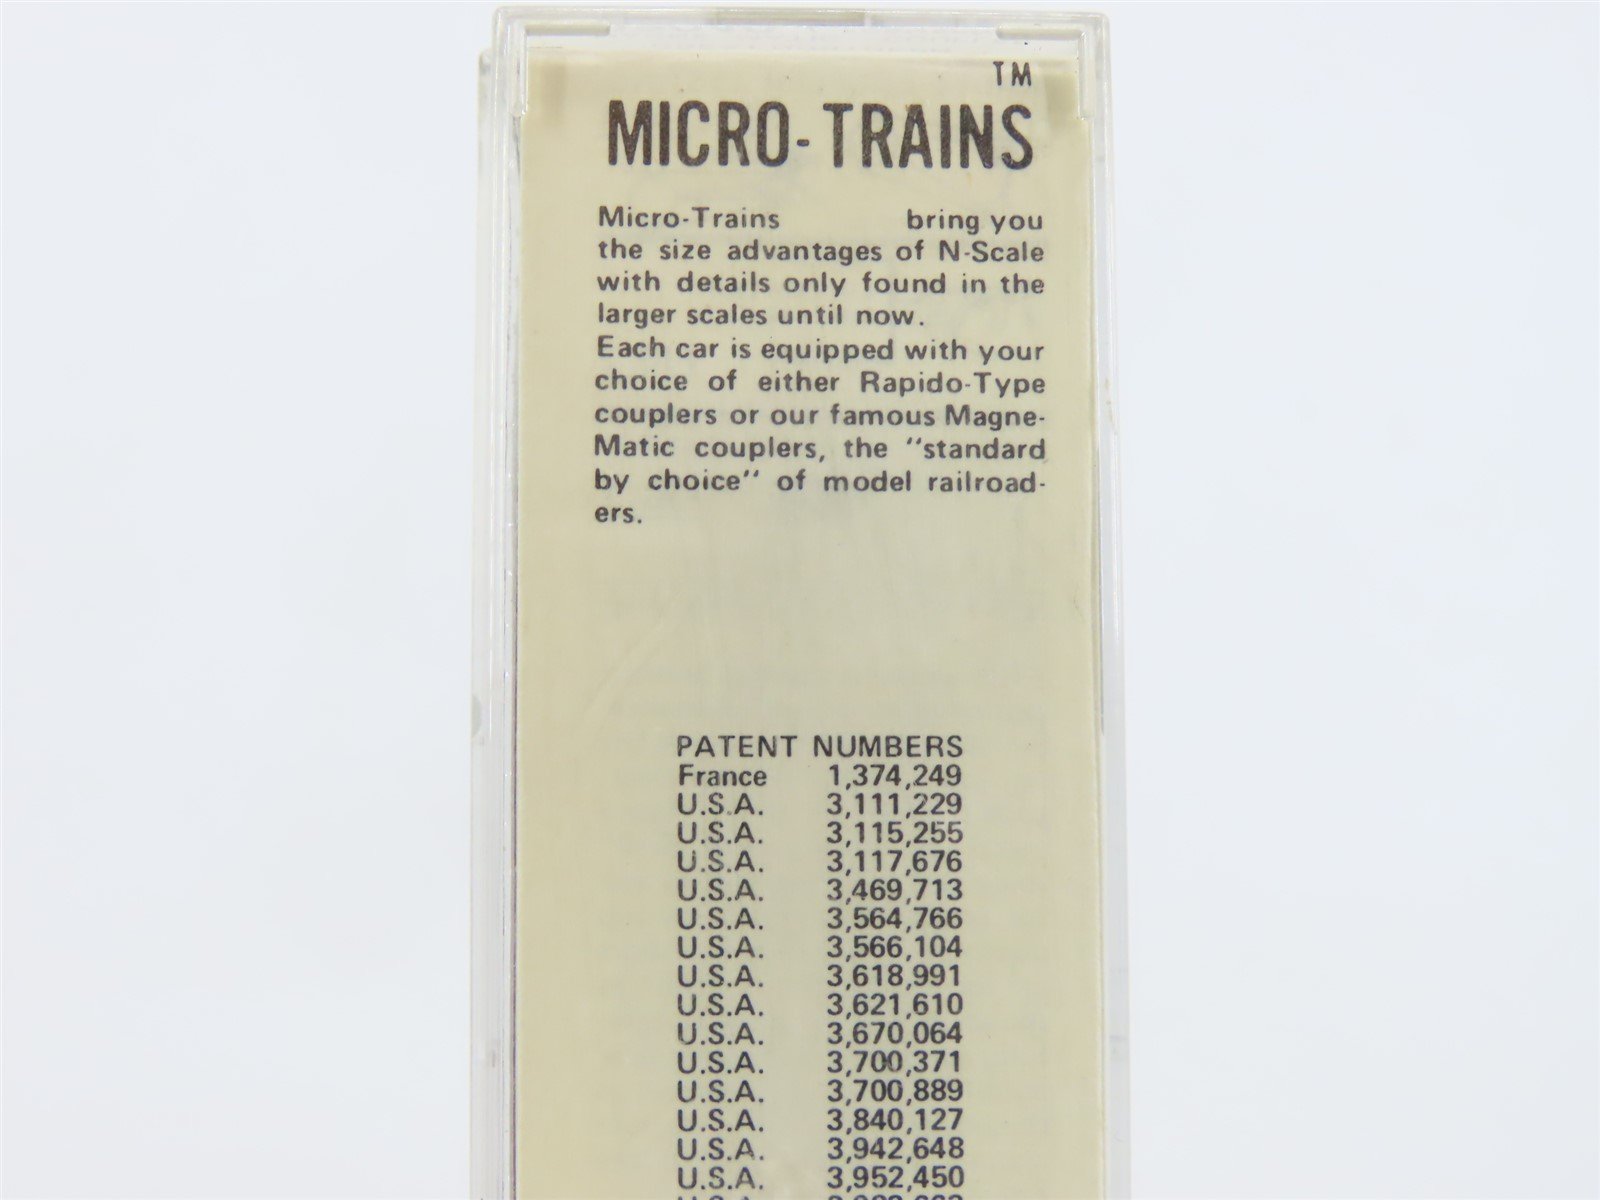 TM
MICRO-TRAINS
Micro-Trains bring you
the size advantages of N-Scale
with details only found in the
larger scales until now.
Each car is equipped with your
choice of either Rapido-Type
couplers or our famous Magne-
Matic couplers, the "standard
by choice" of model railroad-
ers.
PATENT NUMBERS
France 1,374,249
U.S.A. 3,111,229
U.S.A. 3,115,255
U.S.A. 3,117,676
U.S.A. 3,469,713
U.S.A. 3,564,766
U.S.A. 3,566,104
U.S.A. 3,618,991
U.S.A. 3,621,610
U.S.A. 3,670,064
U.S.A. 3,700,371
U.S.A. 3,700,889
U.S.A. 3,840,127
U.S.A. 3,942,648
U.S.A. 3,952,450